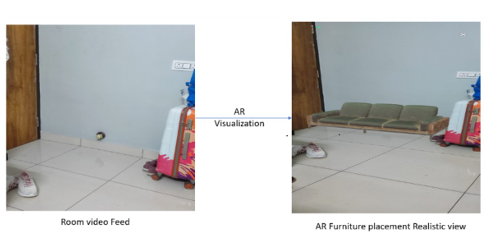 AR
Visualization
Room video Feed
AR Furniture placement Realistic view